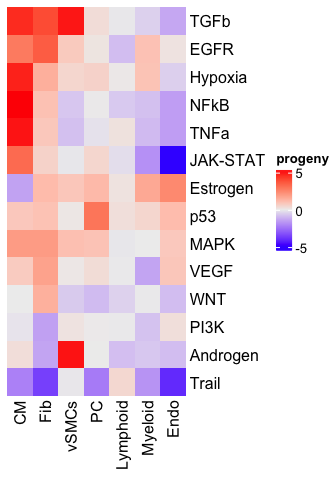 TGFb
EGFR
Hypoxia
NFkB
TNFa
JAK-STAT
Estrogen
p53
MAPK
VEGF
WNT
PI3K
Androgen
Trail
progeny
5
0
-5
CM
Fib
vSMCs
PC
Lymphoid
Myeloid
Endo